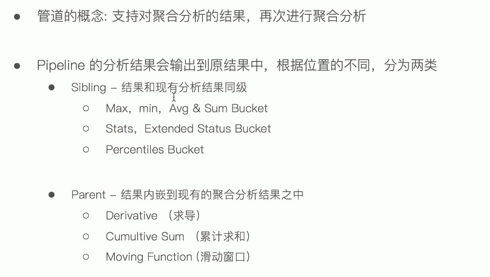 管道的概念: 支持对聚合分析的结果，再次进行聚合分析
Pipeline 的分析结果会输出到原结果中，根据位置的不同，分为两类
Sibling - 结果和现有分析结果同级
Max，min，Avg & Sum Bucket
Stats，Extended Status Bucket
Percentiles Bucket
Parent - 结果内嵌到现有的聚合分析结果之中
Derivative （求导）
Cumultive Sum （累计求和）
Moving Function (滑动窗口）